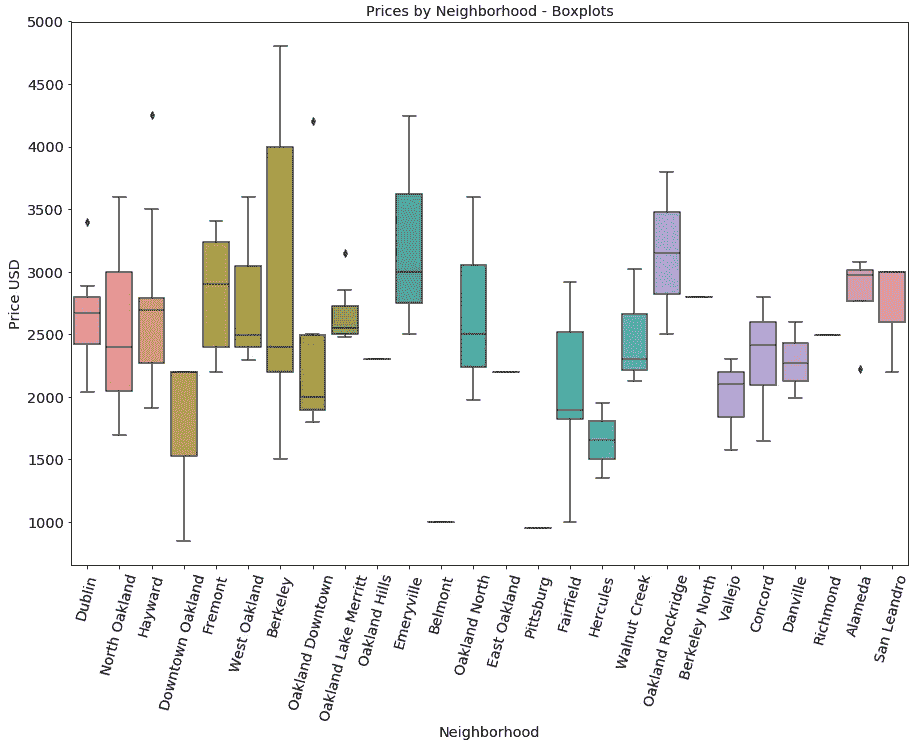 Prices by Neighborhood - Boxplots
5000
4500
4000
3500
3000
2500
2000
1500
1000
Price USD
Dublin
North Oakland
Hayward
Downtown Oakland
Fremont
West Oakland
Berkeley
Oakland Downtown
Oakland Lake Merritt
Oakland Hills
Emeryville
Belmont
Oakland North
East Oakland
Pittsburg
Fairfield
Hercules
Walnut Creek
Oakland Rockridge
Berkeley North
Vallejo
Concord
Danville
Richmond
Alameda
San Leandro
Neighborhood